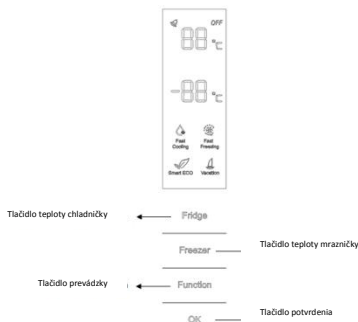 OFF
88 °C
-88 °C
Fast Cooling
Fast Freezing
Smart ECO
Vacation
Tlačidlo teploty chladničky
Fridge
Freezer
Tlačidlo teploty mrazničky
Tlačidlo prevádzky
Function
OK
Tlačidlo potvrdenia